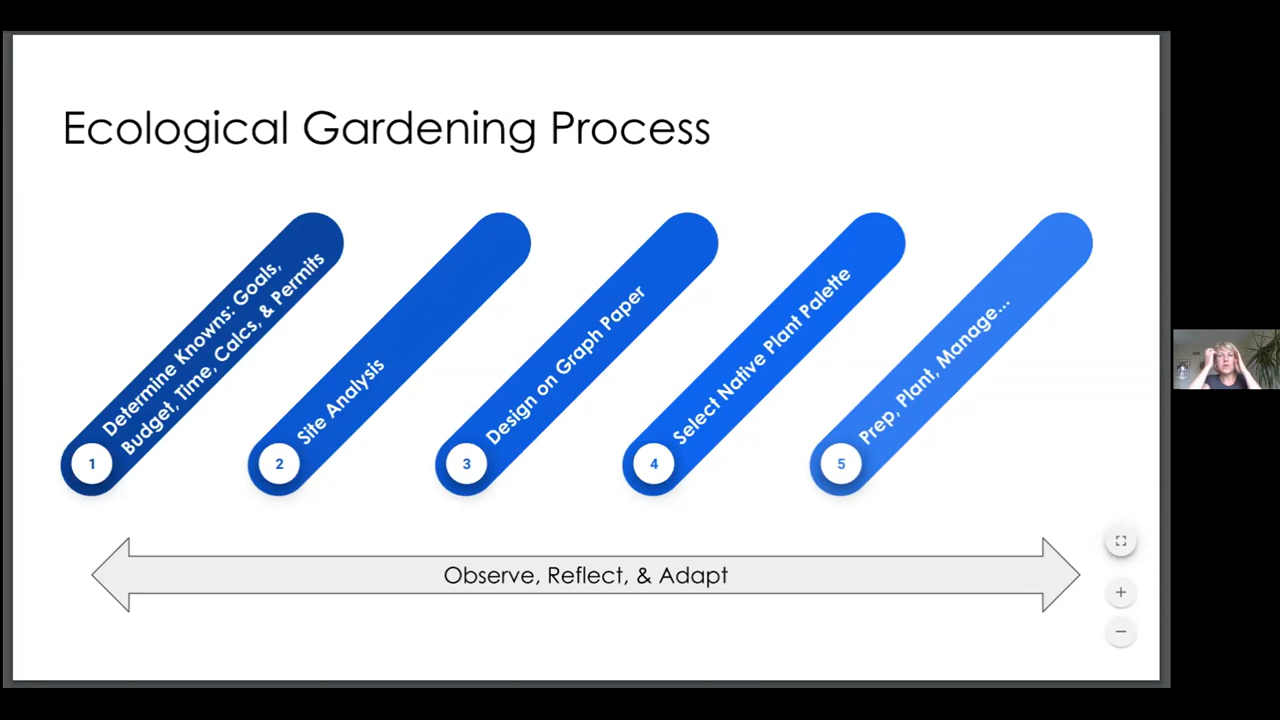 Ecological Gardening Process
Determine Knowns: Goals,
Budget, Time, Calcs, & Permits
1
Site Analysis
2
Design on Graph Paper
3
Select Native Plant Palette
4
Prep, Plant, Manage...
5
Observe, Reflect, & Adapt